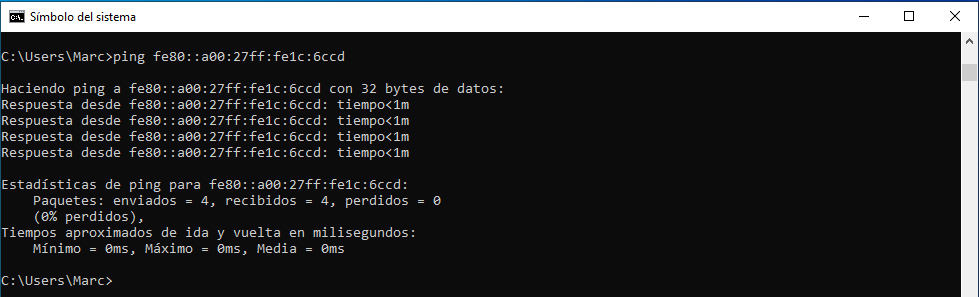 Símbolo del sistema
C:\Users\Marc>ping fe80::a00:27ff:fe1c:6ccd
Haciendo ping a fe80::a00:27ff:fe1c:6ccd con 32 bytes de datos:
Respuesta desde fe80::a00:27ff:fe1c:6ccd: tiempo<1m
Respuesta desde fe80::a00:27ff:fe1c:6ccd: tiempo<1m
Respuesta desde fe80::a00:27ff:fe1c:6ccd: tiempo<1m
Respuesta desde fe80::a00:27ff:fe1c:6ccd: tiempo<1m
Estadísticas de ping para fe80::a00:27ff:fe1c:6ccd:
    Paquetes: enviados = 4, recibidos = 4, perdidos = 0
    (0% perdidos),
Tiempos aproximados de ida y vuelta en milisegundos:
    Mínimo = 0ms, Máximo = 0ms, Media = 0ms
C:\Users\Marc>